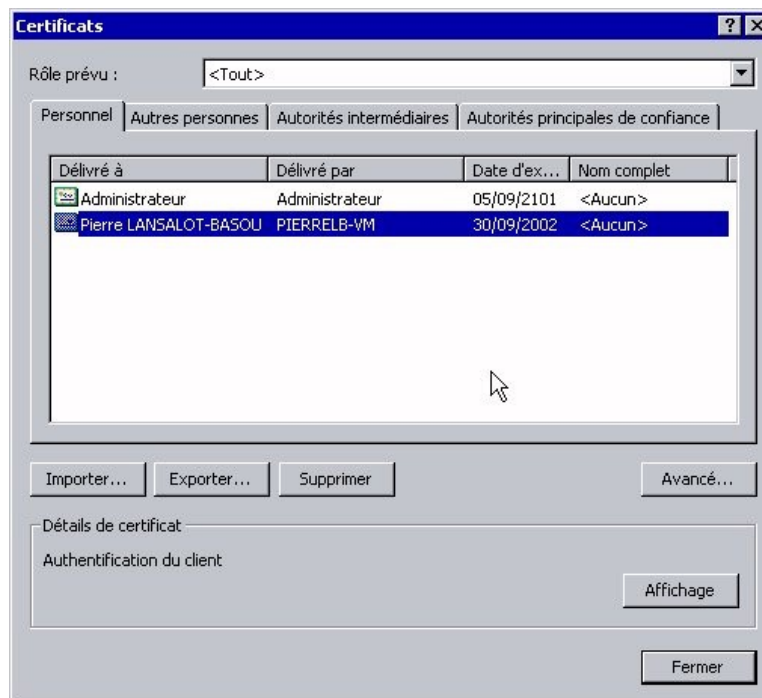 Certificats
Rôle prévu : <Tout>
Personnel Autres personnes Autorités intermédiaires Autorités principales de confiance
Délivré à Délivré par Date d'ex... Nom complet
Administrateur Administrateur 05/09/2101 <Aucun>
Pierre LANSALOT-BASOU PIERRELB-VM 30/09/2002 <Aucun>
Importer... Exporter... Supprimer Avancé...
Détails de certificat
Authentification du client
Affichage
Fermer